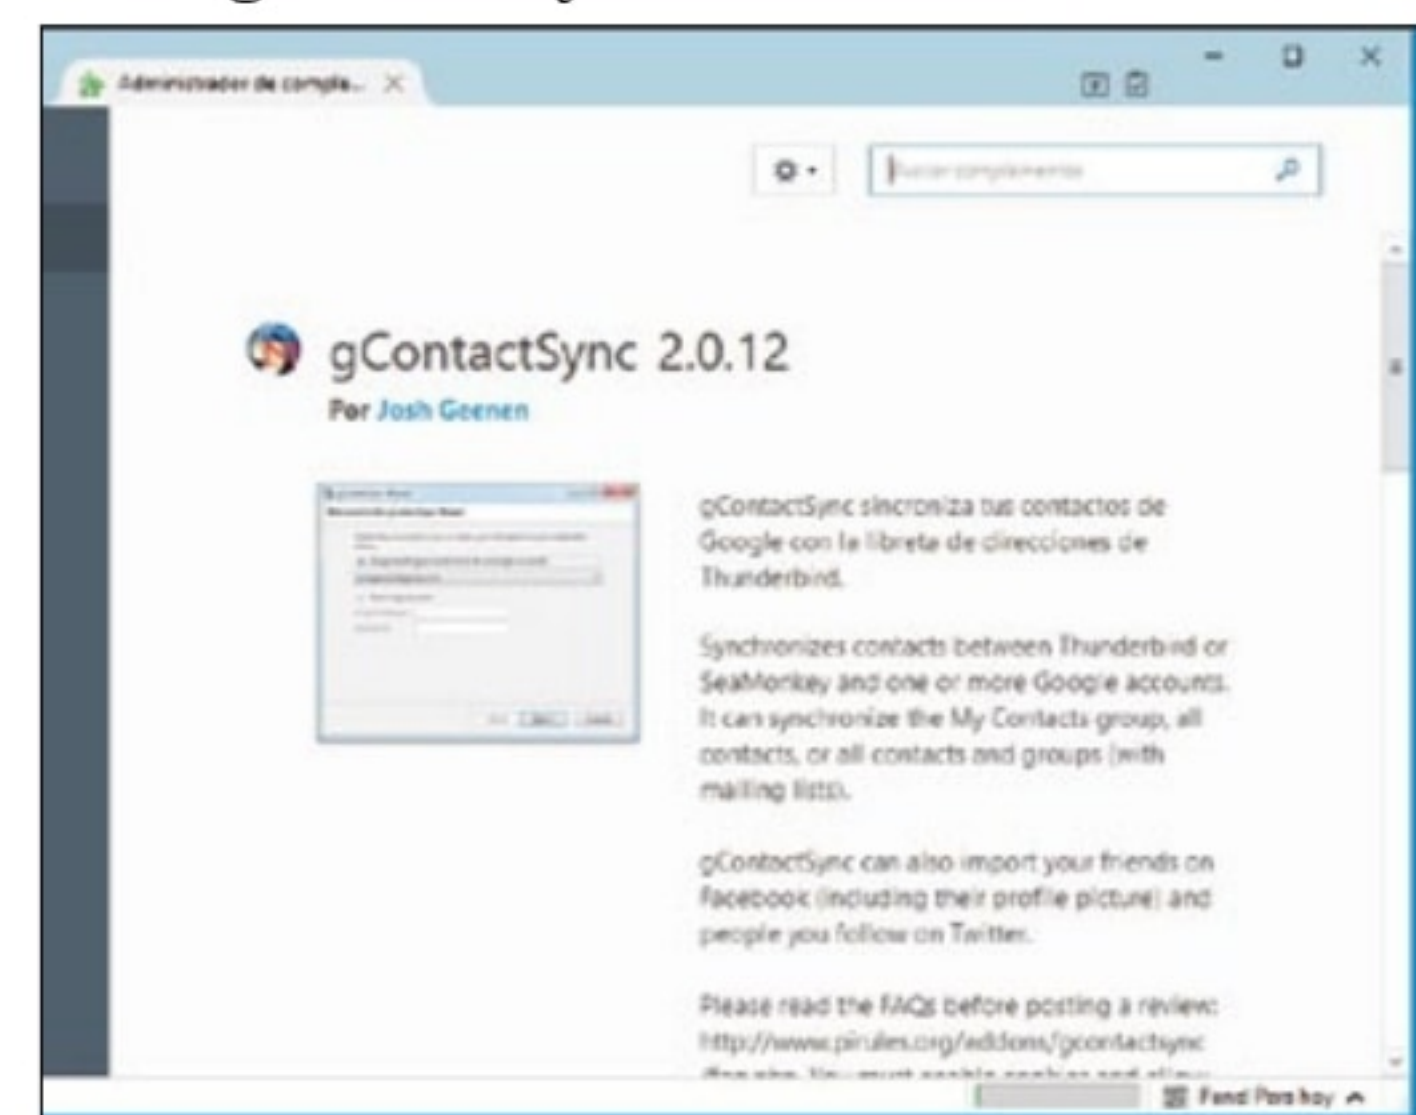 Administrador de comple...
Buscar complementos
gContactSync 2.0.12
Por Josh Geenen
gContactSync sincroniza tus contactos de
Google con la libreta de direcciones de
Thunderbird.
Synchronizes contacts between Thunderbird or
SeaMonkey and one or more Google accounts.
It can synchronize the My Contacts group, all
contacts, or all contacts and groups (with
mailing lists).
gContactSync can also import your friends on
Facebook (including their profile picture) and
people you follow on Twitter.
Please read the FAQs before posting a review:
http://www.pirules.org/addons/gcontactsync
Para hoy